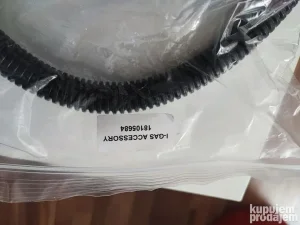 I-GAS ACCESSORY
18105684
kupujem
prodajem